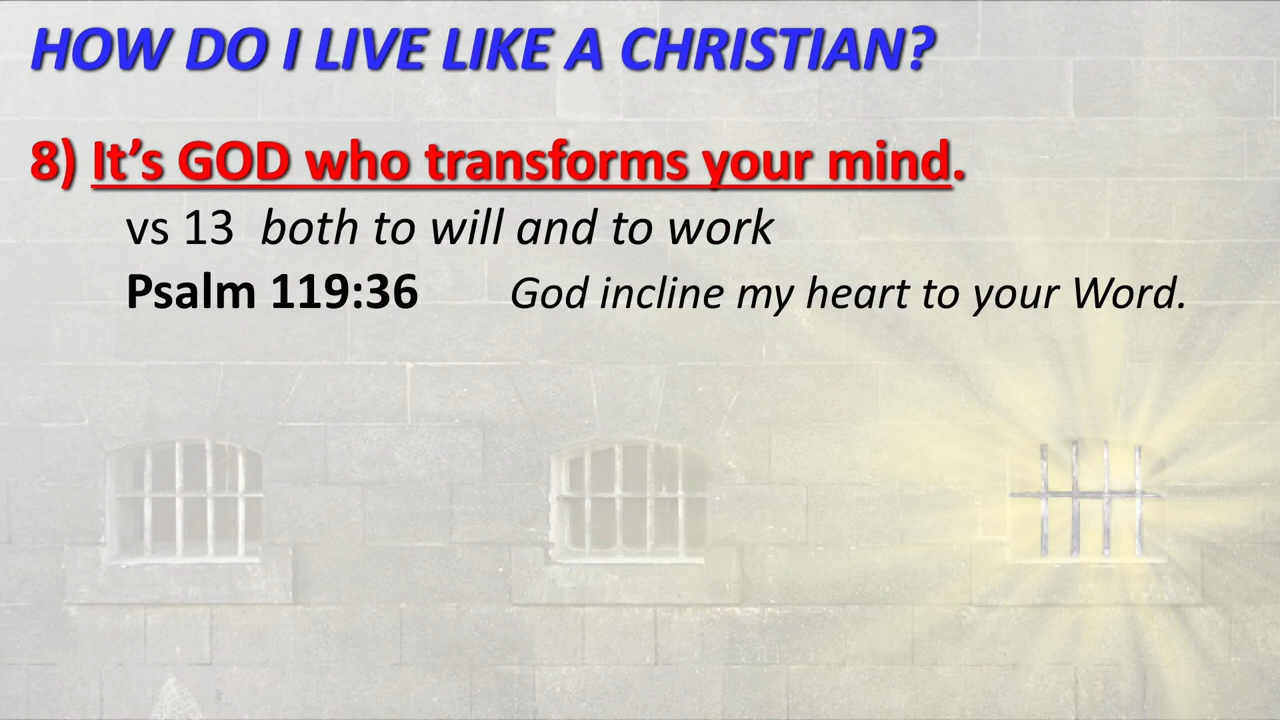 HOW DO I LIVE LIKE A CHRISTIAN?
8) It’s GOD who transforms your mind.
vs 13 both to will and to work
Psalm 119:36 God incline my heart to your Word.